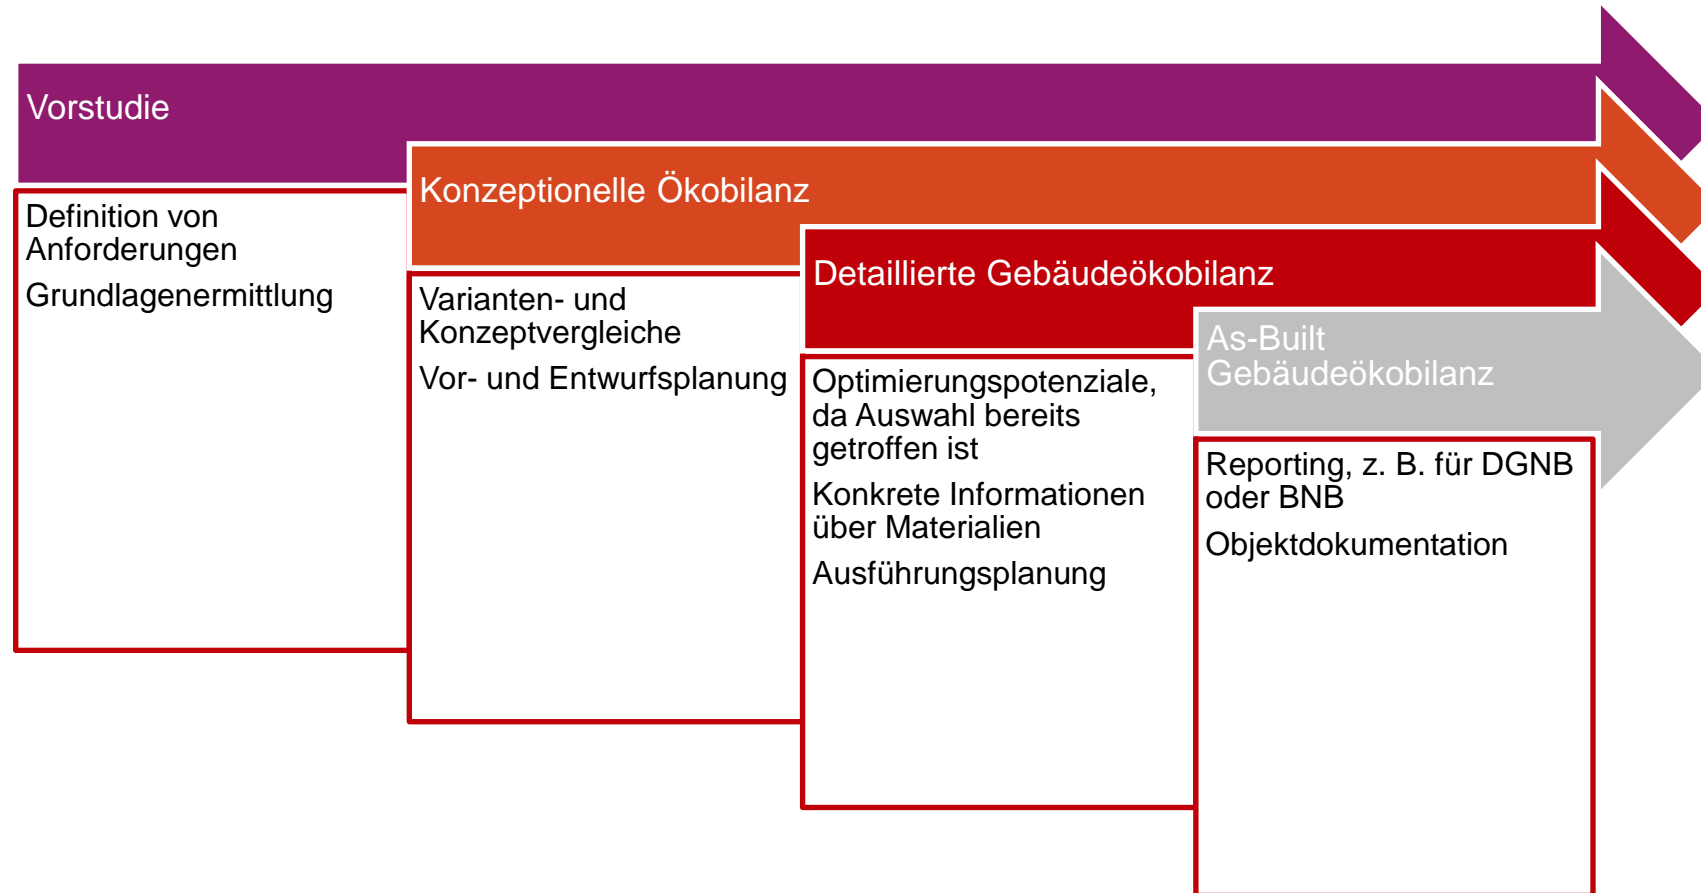 Vorstudie
Definition von
Anforderungen
Grundlagenermittlung
Konzeptionelle Ökobilanz
Varianten- und
Konzeptvergleiche
Vor- und Entwurfsplanung
Detaillierte Gebäudeökobilanz
Optimierungspotenziale,
da Auswahl bereits
getroffen ist
Konkrete Informationen
über Materialien
Ausführungsplanung
As-Built
Gebäudeökobilanz
Reporting, z. B. für DGNB
oder BNB
Objektdokumentation